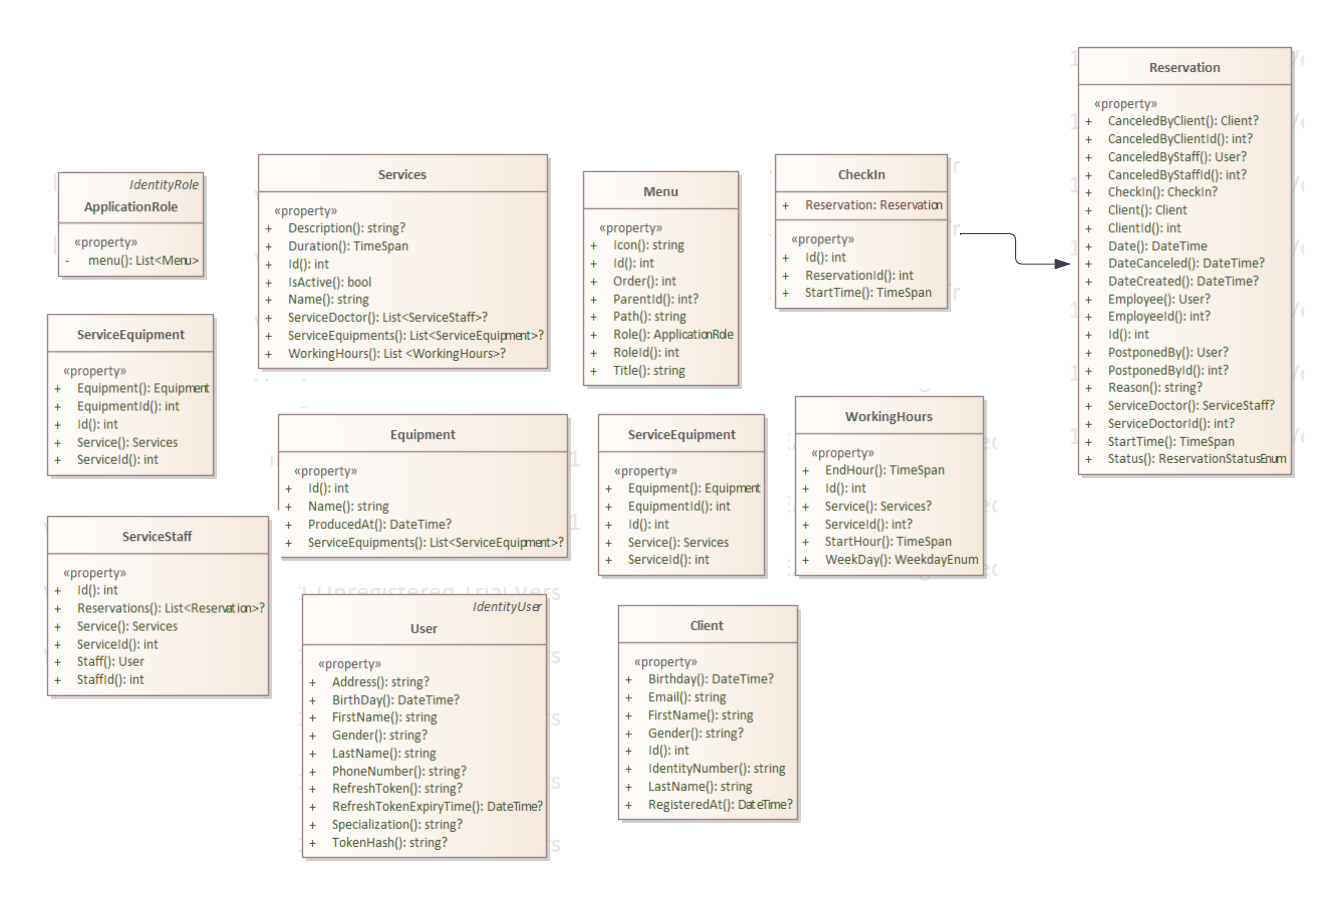 IdentityRole
ApplicationRole
«property»
- menu(): List<Menu>
Services
«property»
+ Description(): string?
+ Duration(): TimeSpan
+ Id(): int
+ IsActive(): bool
+ Name(): string
+ ServiceDoctor(): List<ServiceStaff>?
+ ServiceEquipments(): List<ServiceEquipment>?
+ WorkingHours(): List <WorkingHours>?
Menu
«property»
+ Icon(): string
+ Id(): int
+ Order(): int
+ ParentId(): int?
+ Path(): string
+ Role(): ApplicationRole
+ RoleId(): int
+ Title(): string
CheckIn
+ Reservation: Reservation
«property»
+ Id(): int
+ ReservationId(): int
+ StartTime(): TimeSpan
Reservation
«property»
+ CanceledByClient(): Client?
+ CanceledByClientId(): int?
+ CanceledByStaff(): User?
+ CanceledByStaffId(): int?
+ CheckIn(): CheckIn?
+ Client(): Client
+ ClientId(): int
+ Date(): DateTime
+ DateCanceled(): DateTime?
+ DateCreated(): DateTime?
+ Employee(): User?
+ EmployeeId(): int?
+ Id(): int
+ PostponedBy(): User?
+ PostponedById(): int?
+ Reason(): string?
+ ServiceDoctor(): ServiceStaff?
+ ServiceDoctorId(): int?
+ StartTime(): TimeSpan
+ Status(): ReservationStatusEnum
ServiceEquipment
«property»
+ Equipment(): Equipment
+ EquipmentId(): int
+ Id(): int
+ Service(): Services
+ ServiceId(): int
Equipment
«property»
+ Id(): int
+ Name(): string
+ ProducedAt(): DateTime?
+ ServiceEquipments(): List<ServiceEquipment>?
ServiceEquipment
«property»
+ Equipment(): Equipment
+ EquipmentId(): int
+ Id(): int
+ Service(): Services
+ ServiceId(): int
WorkingHours
«property»
+ EndHour(): TimeSpan
+ Id(): int
+ Service(): Services?
+ ServiceId(): int?
+ StartHour(): TimeSpan
+ WeekDay(): WeekdayEnum
ServiceStaff
«property»
+ Id(): int
+ Reservations(): List<Reservation>?
+ Service(): Services
+ ServiceId(): int
+ Staff(): User
+ StaffId(): int
Unregistered Trial Vers
IdentityUser
User
«property»
+ Address(): string?
+ BirthDay(): DateTime?
+ FirstName(): string
+ Gender(): string?
+ LastName(): string
+ PhoneNumber(): string?
+ RefreshToken(): string?
+ RefreshTokenExpiryTime(): DateTime?
+ Specialization(): string?
+ TokenHash(): string?
Client
«property»
+ Birthday(): DateTime?
+ Email(): string
+ FirstName(): string
+ Gender(): string?
+ Id(): int
+ IdentityNumber(): string
+ LastName(): string
+ RegisteredAt(): DateTime?